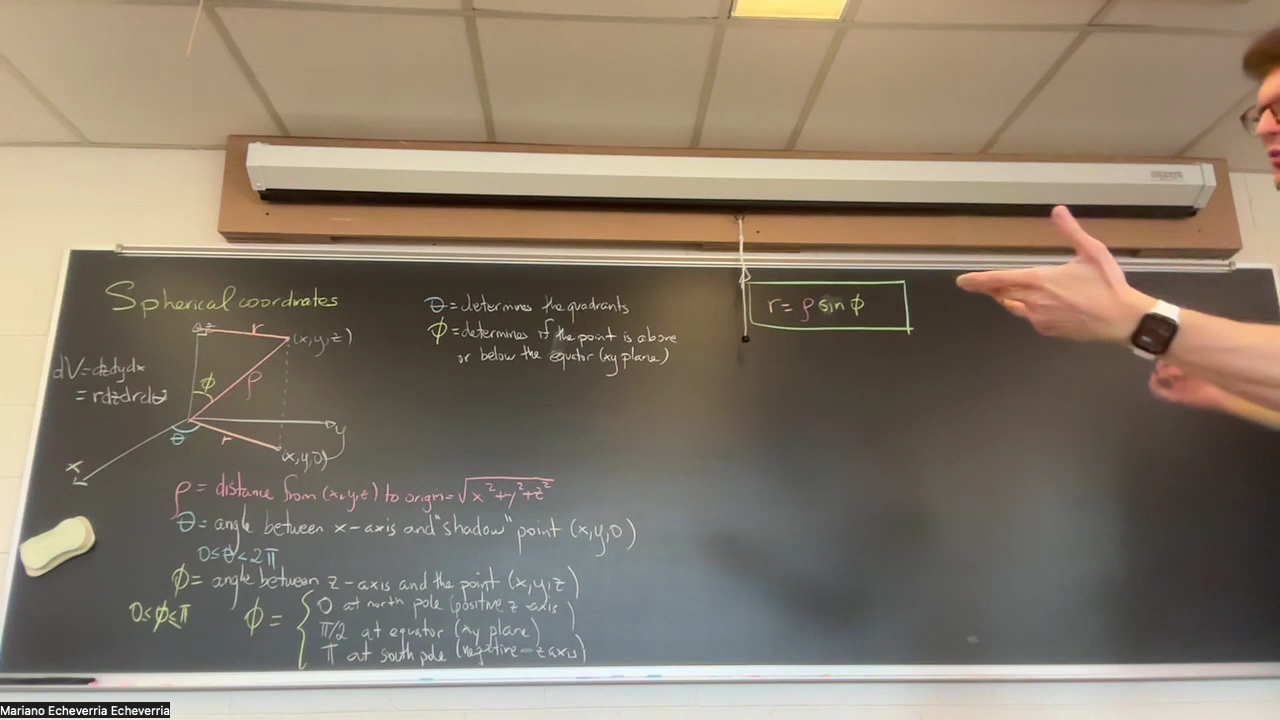 Spherical coordinates
z
r
(x,y,z)
dV=dzdydx
= rdzdrdθ
φ
ρ
y
θ
r
(x,y,0)
x
ρ = distance from (x,y,z) to origin = √x²+y²+z²
θ = angle between x-axis and "shadow" point (x,y,0)
0≤θ<2π
φ = angle between z-axis and the point (x,y,z)
0≤φ≤π
φ = { 0 at north pole (positive z-axis)
π/2 at equator (xy plane)
π at south pole (negative z axis)
θ = determines the quadrants
φ = determines if the point is above
or below the equator (xy plane)
r = ρ sin φ
Mariano Echeverria Echeverria